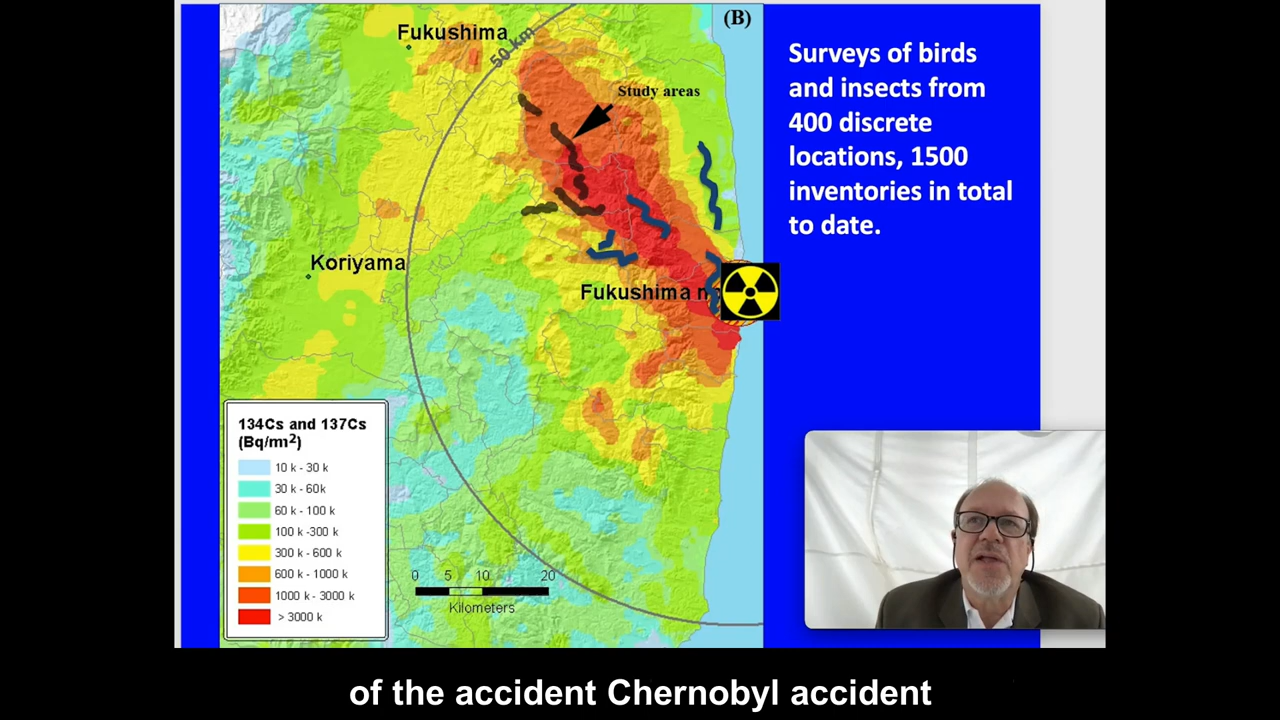 (B)
Fukushima
50 km
Study areas
Surveys of birds
and insects from
400 discrete
locations, 1500
inventories in total
to date.
Koriyama
Fukushima
134Cs and 137Cs
(Bq/m²)
10 k - 30 k
30 k - 60k
60 k - 100 k
100 k -300 k
300 k - 600 k
600 k - 1000 k
1000 k - 3000 k
> 3000 k
0 5 10 20
Kilometers
of the accident Chernobyl accident